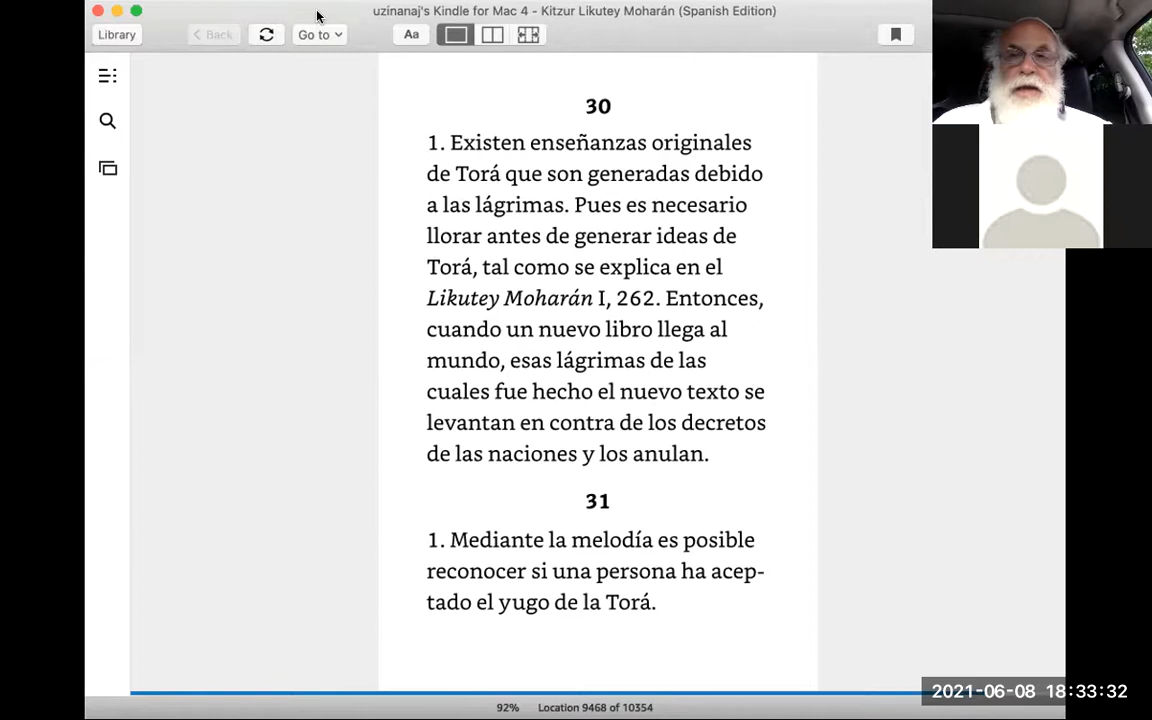 uzinanaj's Kindle for Mac 4 - Kitzur Likutey Moharán (Spanish Edition)
Library
Back
Go to
Aa
30
1. Existen enseñanzas originales
de Torá que son generadas debido
a las lágrimas. Pues es necesario
llorar antes de generar ideas de
Torá, tal como se explica en el
Likutey Moharán I, 262. Entonces,
cuando un nuevo libro llega al
mundo, esas lágrimas de las
cuales fue hecho el nuevo texto se
levantan en contra de los decretos
de las naciones y los anulan.
31
1. Mediante la melodía es posible
reconocer si una persona ha acep-
tado el yugo de la Torá.
92% Location 9468 of 10354
2021-06-08 18:33:32